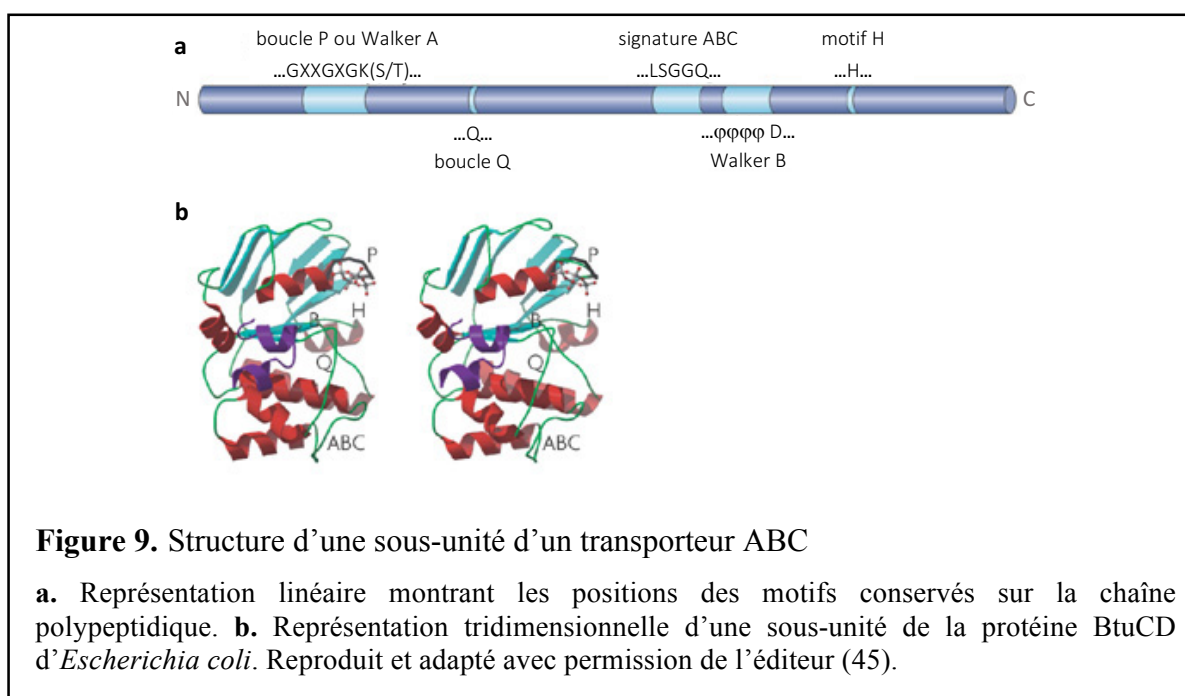 a
boucle P ou Walker A signature ABC motif H
...GXXGXGK(S/T)... ...LSGGQ... ...H...
N C
...Q... ...φφφφ D...
boucle Q Walker B
b
P P
H H
B B
Q Q
ABC ABC
Figure 9. Structure d’une sous-unité d’un transporteur ABC
a. Représentation linéaire montrant les positions des motifs conservés sur la chaîne
polypeptidique. b. Représentation tridimensionnelle d’une sous-unité de la protéine BtuCD
d’Escherichia coli. Reproduit et adapté avec permission de l’éditeur (45).